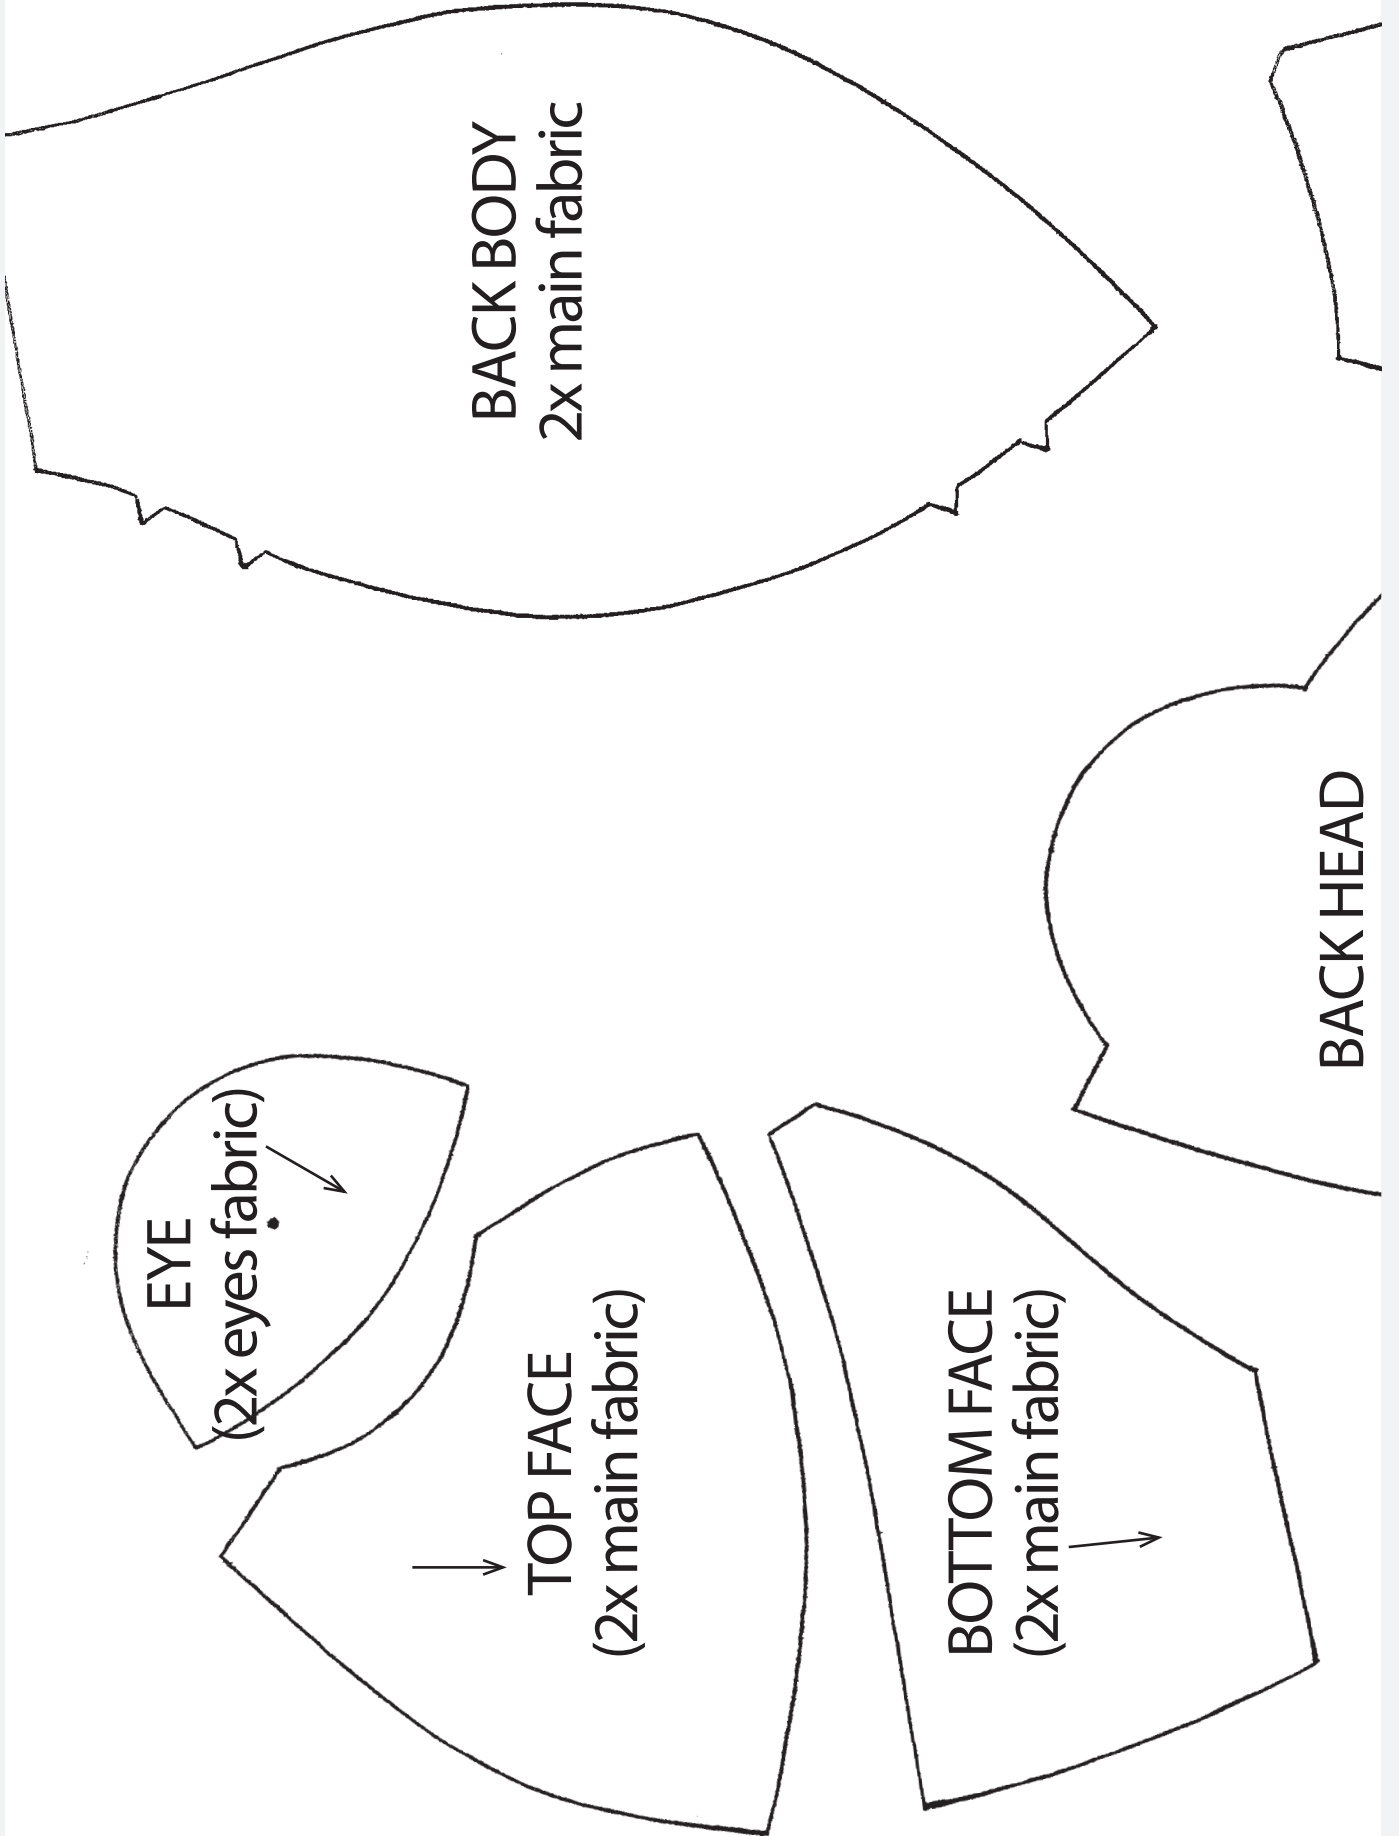 BACK BODY
2x main fabric
BACK HEAD
EYE
(2x eyes fabric)
TOP FACE
(2x main fabric)
BOTTOM FACE
(2x main fabric)